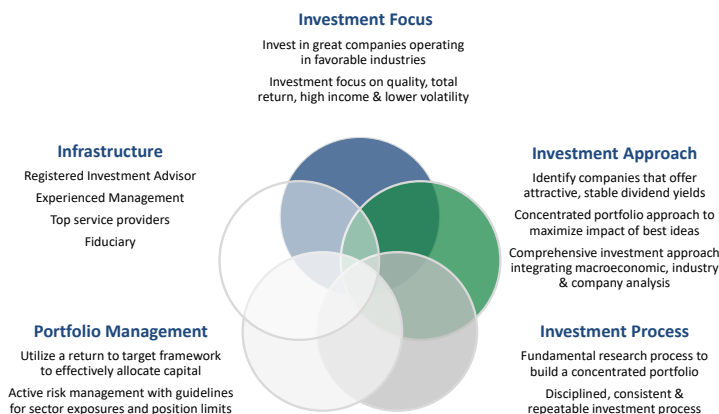 Investment Focus
Invest in great companies operating
in favorable industries
Investment focus on quality, total
return, high income & lower volatility
Infrastructure
Registered Investment Advisor
Experienced Management
Top service providers
Fiduciary
Investment Approach
Identify companies that offer
attractive, stable dividend yields
Concentrated portfolio approach to
maximize impact of best ideas
Comprehensive investment approach
integrating macroeconomic, industry
& company analysis
Portfolio Management
Utilize a return to target framework
to effectively allocate capital
Active risk management with guidelines
for sector exposures and position limits
Investment Process
Fundamental research process to
build a concentrated portfolio
Disciplined, consistent &
repeatable investment process